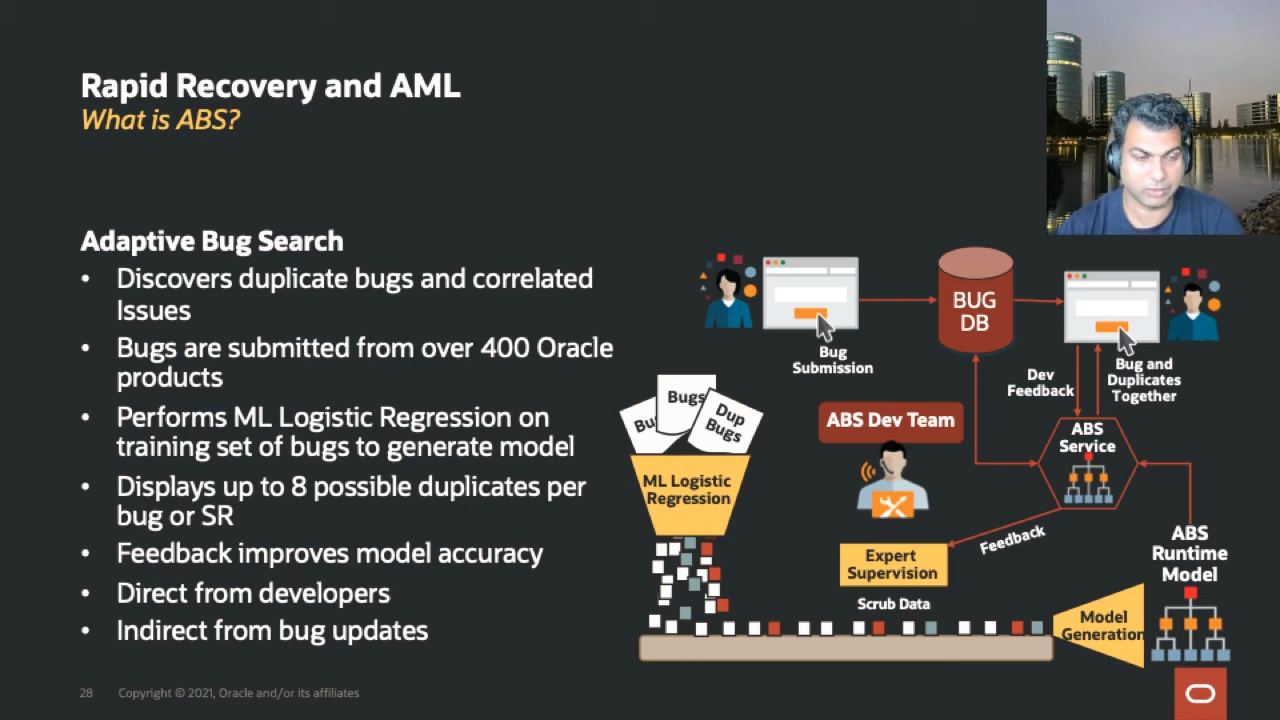 Rapid Recovery and AML
What is ABS?
Adaptive Bug Search
• Discovers duplicate bugs and correlated
Issues
• Bugs are submitted from over 400 Oracle
products
• Performs ML Logistic Regression on
training set of bugs to generate model
• Displays up to 8 possible duplicates per
bug or SR
• Feedback improves model accuracy
• Direct from developers
• Indirect from bug updates
Bug
Submission
BUG
DB
Dev
Feedback
Bug and
Duplicates
Together
Bu
Bugs
Dup
Bugs
ML Logistic
Regression
ABS Dev Team
ABS
Service
Feedback
Expert
Supervision
Scrub Data
ABS
Runtime
Model
Model
Generation
28 Copyright © 2021, Oracle and/or its affiliates